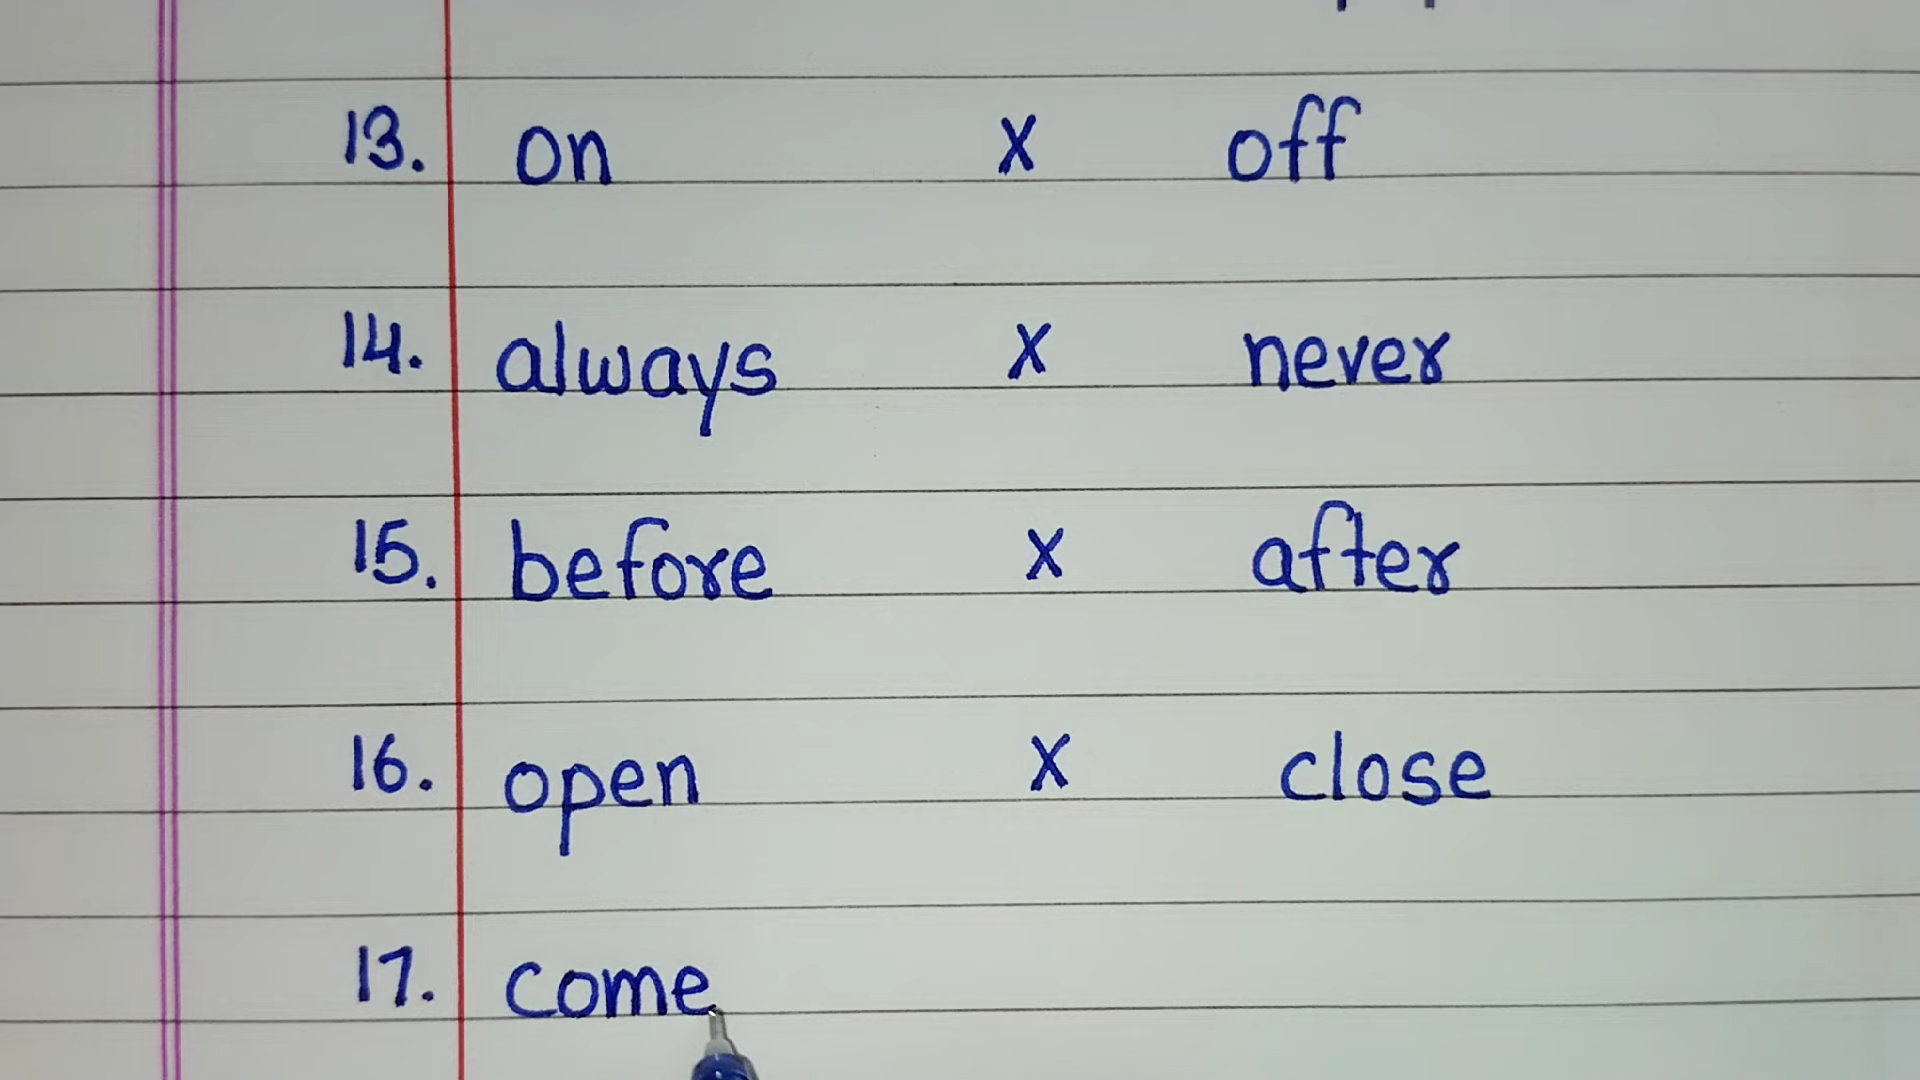 13. on x off
14. always x never
15. before x after
16. open x close
17. come